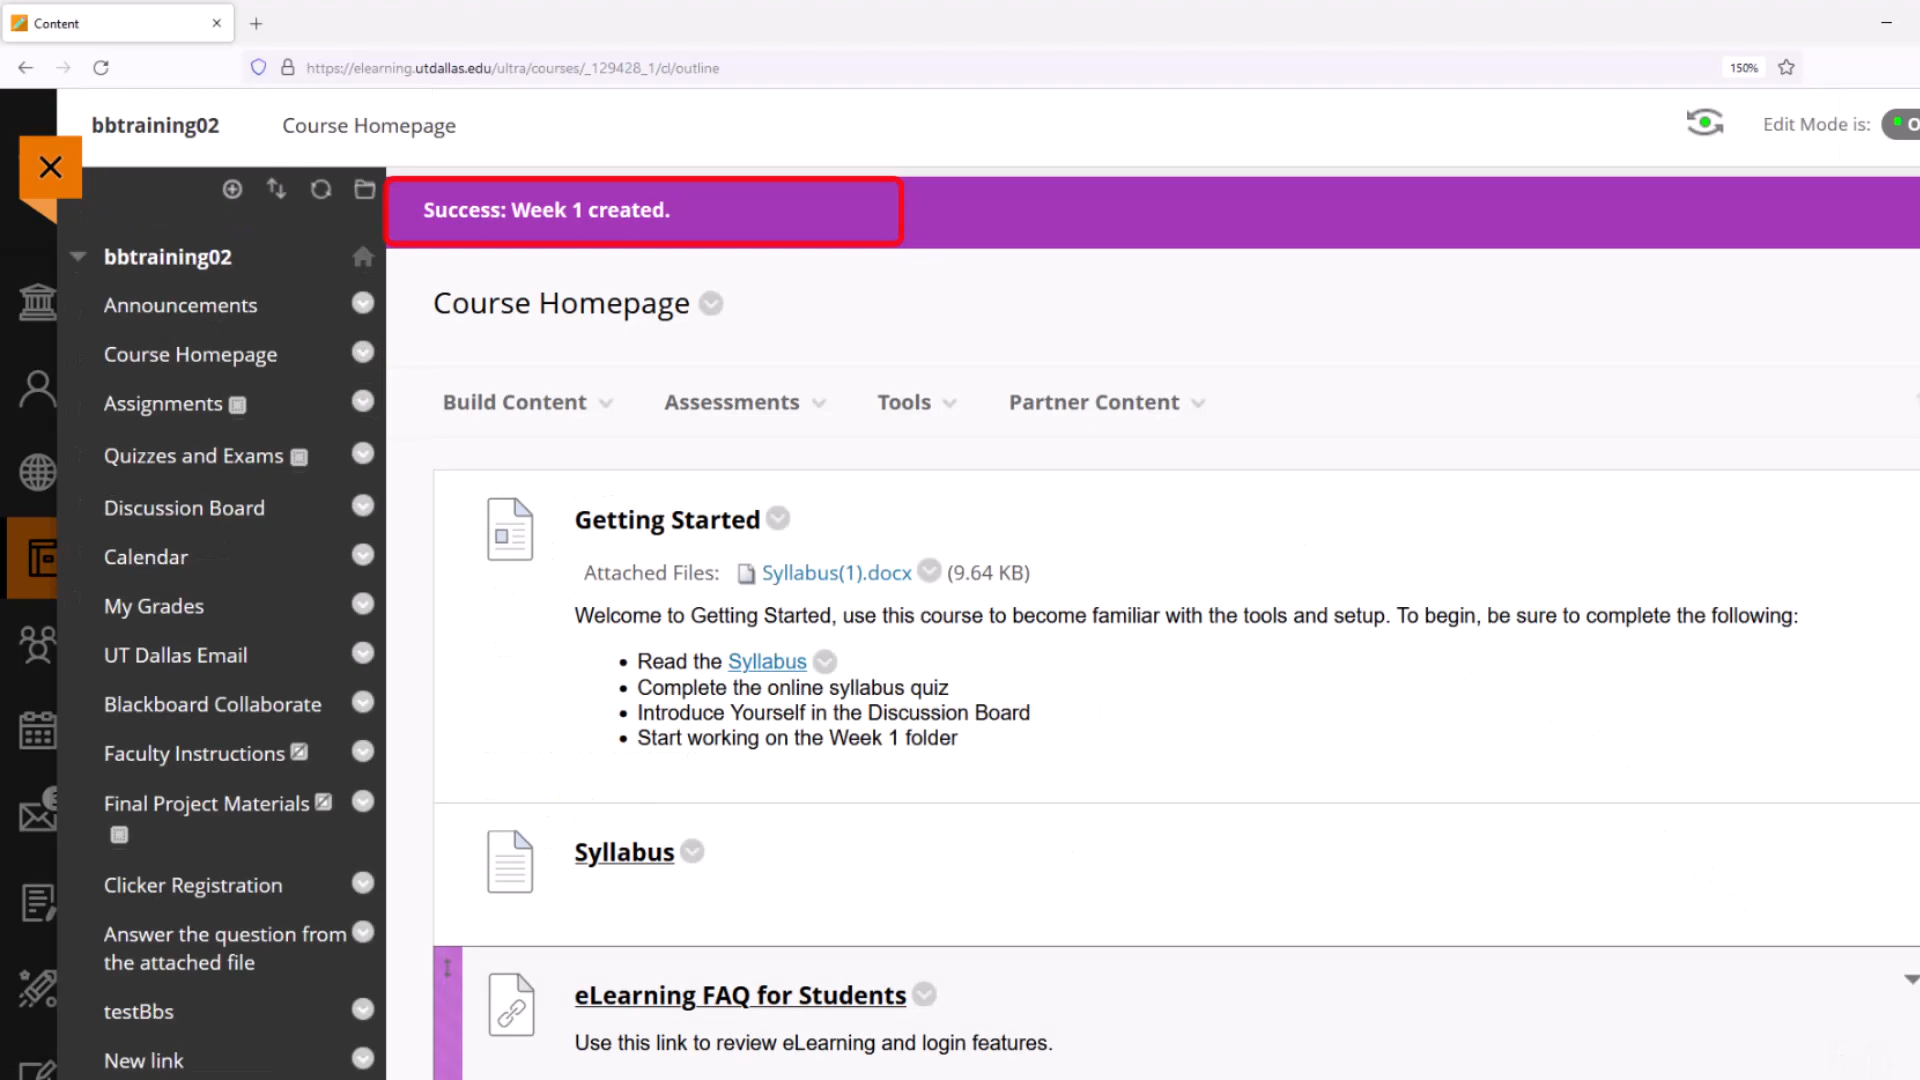 Content
https://elearning.utdallas.edu/ultra/courses/_129428_1/cl/outline
150%
bbtraining02
Course Homepage
Edit Mode is:
Success: Week 1 created.
bbtraining02
Announcements
Course Homepage
Assignments
Quizzes and Exams
Discussion Board
Calendar
My Grades
UT Dallas Email
Blackboard Collaborate
Faculty Instructions
Final Project Materials
Clicker Registration
Answer the question from
the attached file
testBbs
New link
Course Homepage
Build Content
Assessments
Tools
Partner Content
Getting Started
Attached Files: Syllabus(1).docx (9.64 KB)
Welcome to Getting Started, use this course to become familiar with the tools and setup. To begin, be sure to complete the following:
• Read the Syllabus
• Complete the online syllabus quiz
• Introduce Yourself in the Discussion Board
• Start working on the Week 1 folder
Syllabus
eLearning FAQ for Students
Use this link to review eLearning and login features.